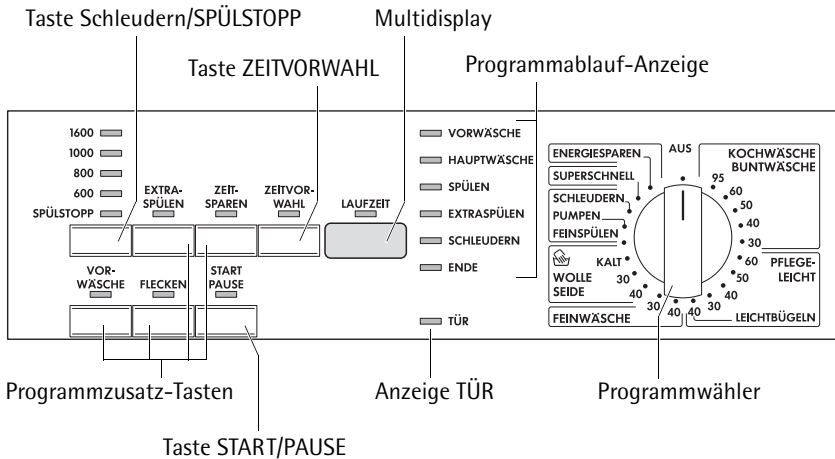 Taste Schleudern/SPÜLSTOPP
Multidisplay
Taste ZEITVORWAHL
Programmablauf-Anzeige
1600
1000
800
600
SPÜLSTOPP
EXTRA-
SPÜLEN
ZEIT-
SPAREN
ZEITVOR-
WAHL
LAUFZEIT
VOR-
WÄSCHE
FLECKEN
START
PAUSE
VORWÄSCHE
HAUPTWÄSCHE
SPÜLEN
EXTRASPÜLEN
SCHLEUDERN
ENDE
TÜR
AUS
ENERGIESPAREN
SUPERSCHNELL
SCHLEUDERN
PUMPEN
FEINSPÜLEN
KALT
WOLLE
SEIDE
30
40
FEINWÄSCHE
30
40
KOCHWÄSCHE
BUNTWÄSCHE
95
60
50
40
30
PFLEGE-
LEICHT
60
50
40
30
40
LEICHTBÜGELN
Programmzusatz-Tasten
Anzeige TÜR
Programmwähler
Taste START/PAUSE